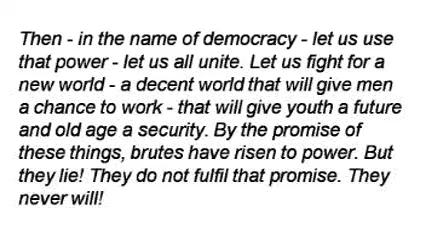 Then - in the name of democracy - let us use
that power - let us all unite. Let us fight for a
new world - a decent world that will give men
a chance to work - that will give youth a future
and old age a security. By the promise of
these things, brutes have risen to power. But
they lie! They do not fulfil that promise. They
never will!